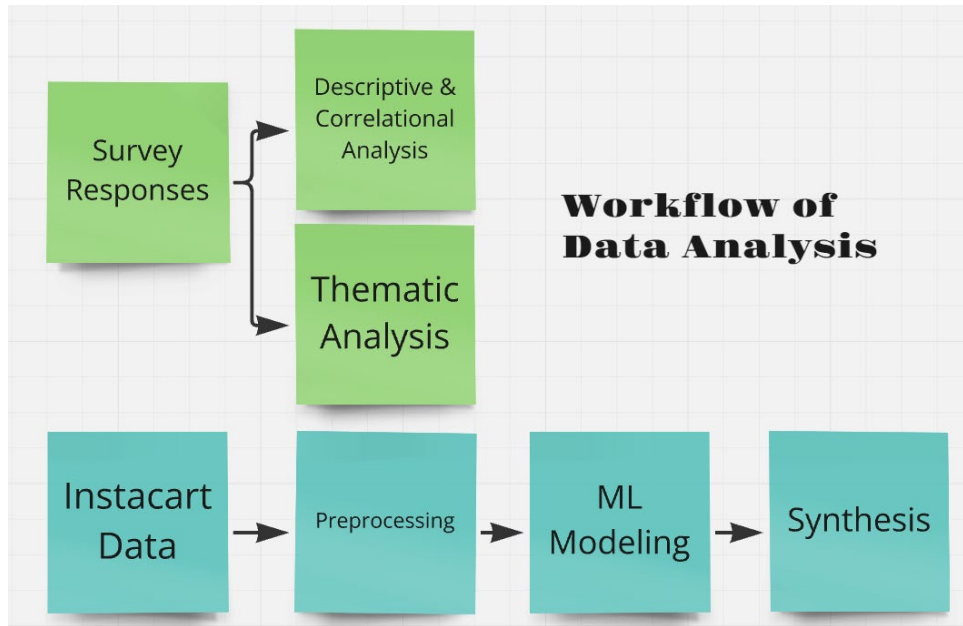 Survey
Responses
Descriptive &
Correlational
Analysis
Thematic
Analysis
Workflow of
Data Analysis
Instacart
Data
Preprocessing
ML
Modeling
Synthesis